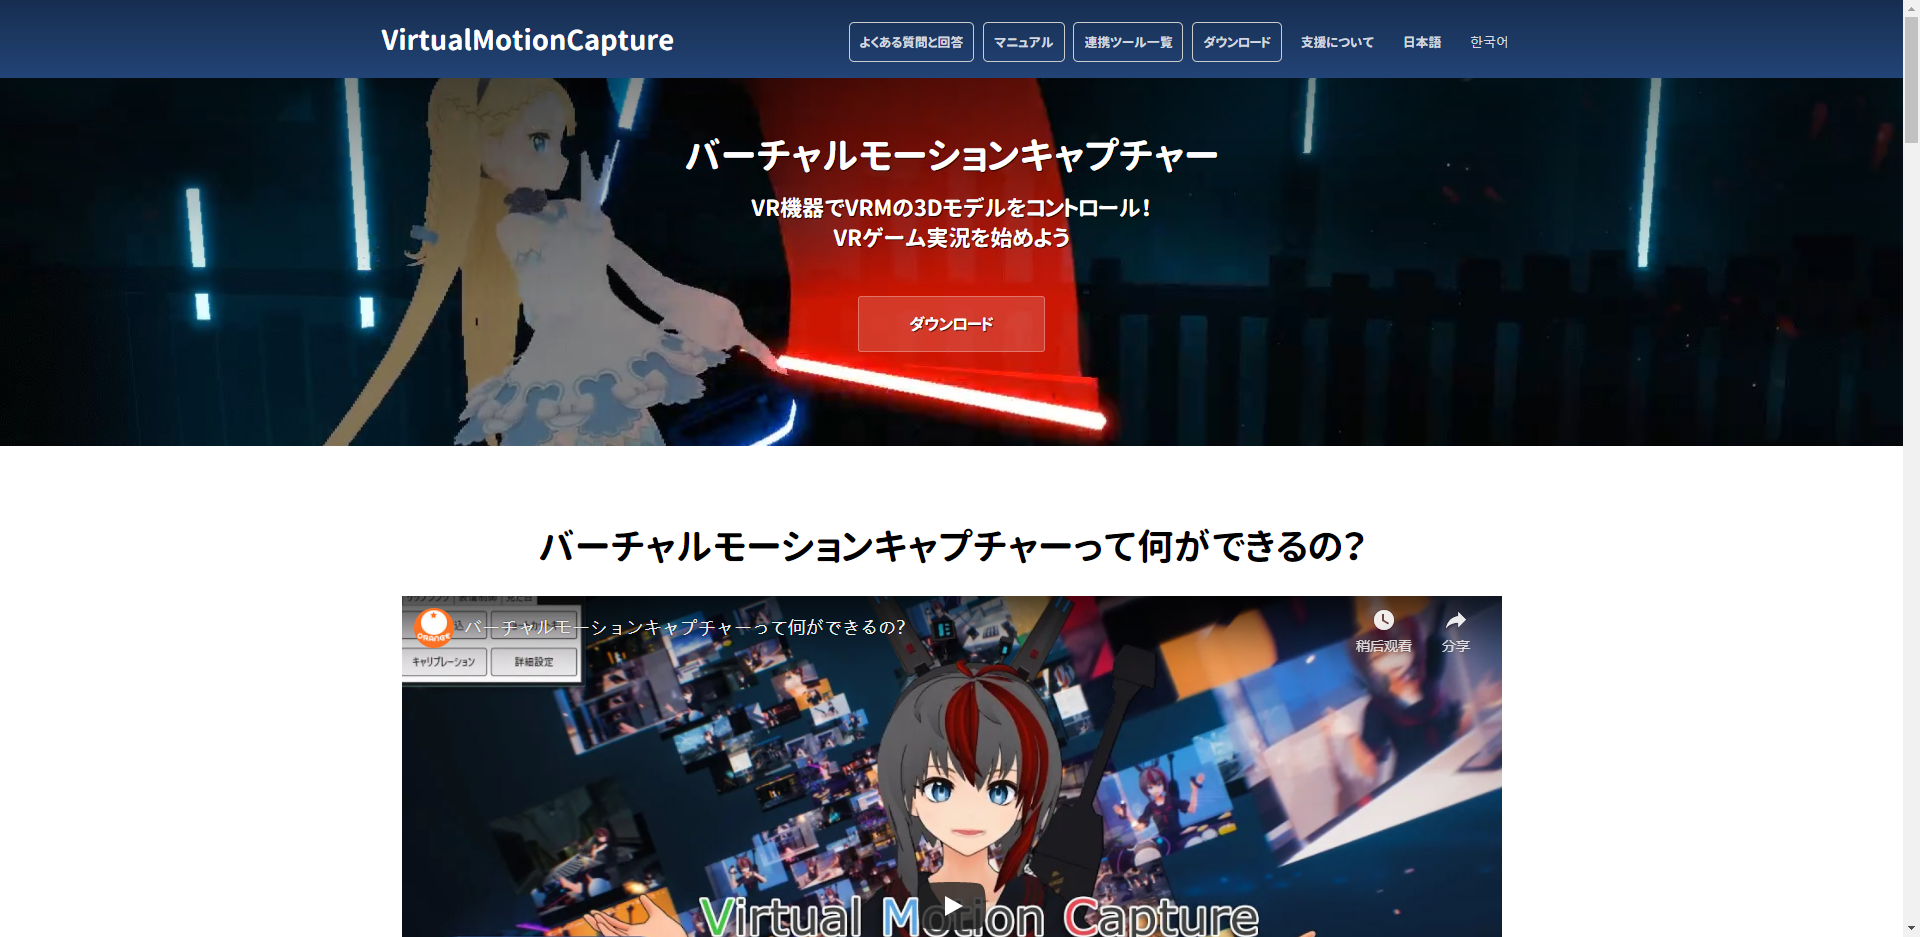 VirtualMotionCapture
よくある質問と回答
マニュアル
連携ツール一覧
ダウンロード
支援について
日本語
한국어
バーチャルモーションキャプチャー
VR機器でVRMの3Dモデルをコントロール！
VRゲーム実況を始めよう
ダウンロード
バーチャルモーションキャプチャーって何ができるの？
ORANGE
バーチャルモーションキャプチャーって何ができるの？
稍后观看
分享
キャリブレーション
詳細設定
Virtual Motion Capture